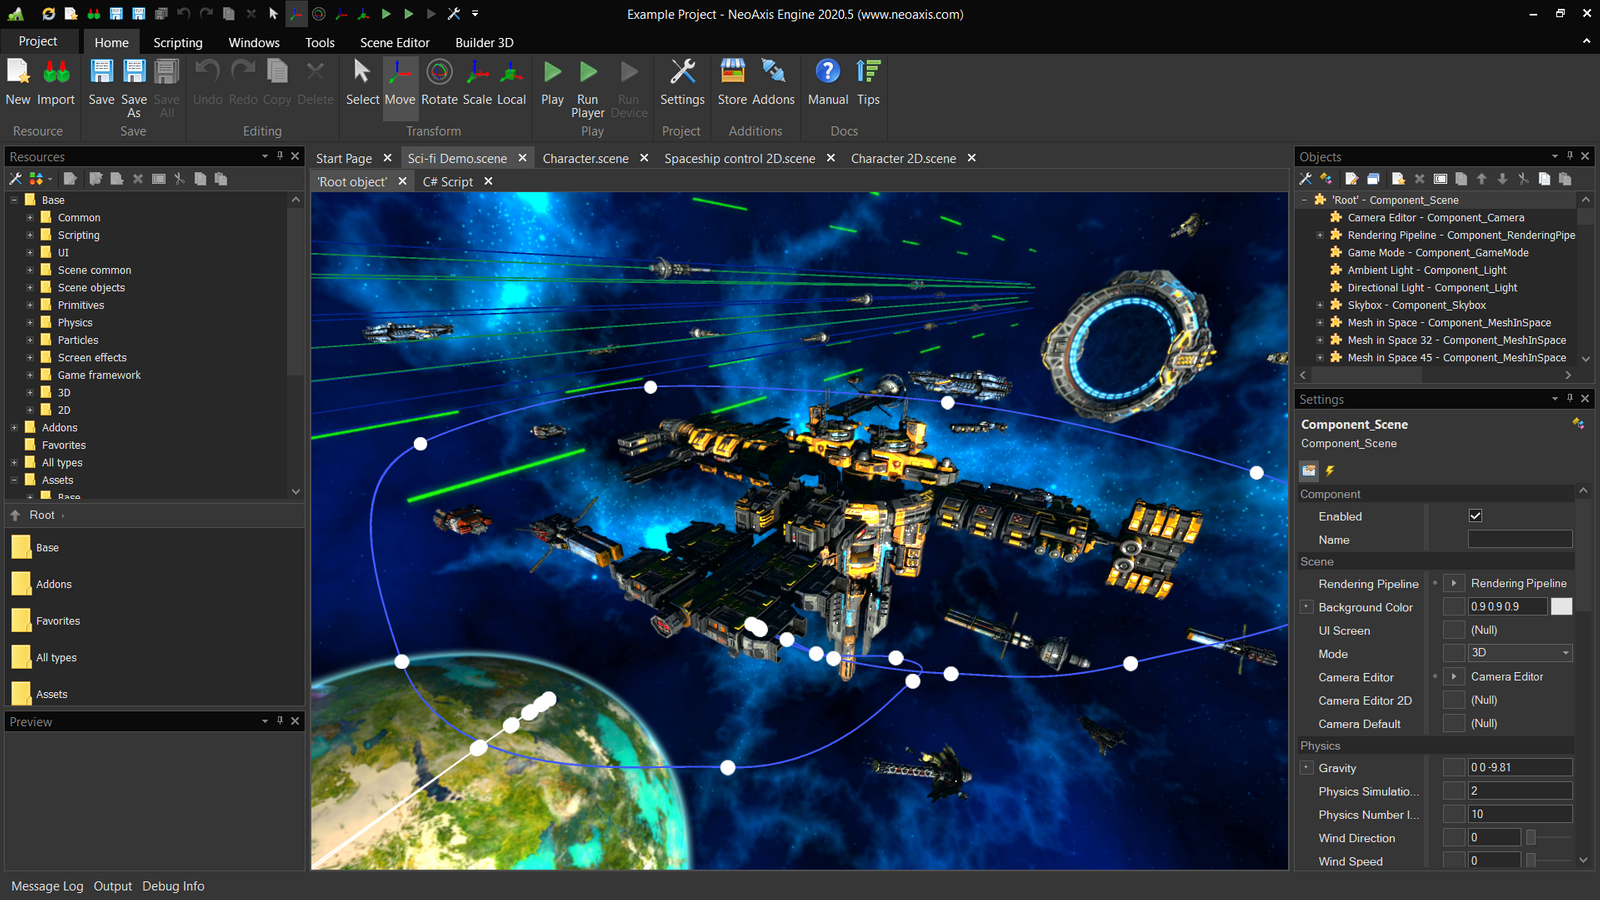 Example Project - NeoAxis Engine 2020.5 (www.neoaxis.com)
Project Home Scripting Windows Tools Scene Editor Builder 3D
New Import Save Save As Save All Undo Redo Copy Delete Select Move Rotate Scale Local Play Run Player Run Device Settings Store Addons Manual Tips
Resource Save Editing Transform Play Project Additions Docs
Resources
Base
Common
Scripting
UI
Scene common
Scene objects
Primitives
Physics
Particles
Screen effects
Game framework
3D
2D
Addons
Favorites
All types
Assets
Base
Root
Base
Addons
Favorites
All types
Assets
Preview
Start Page Sci-fi Demo.scene Character.scene Spaceship control 2D.scene Character 2D.scene
'Root object' C# Script
Objects
'Root' - Component_Scene
Camera Editor - Component_Camera
Rendering Pipeline - Component_RenderingPipe
Game Mode - Component_GameMode
Ambient Light - Component_Light
Directional Light - Component_Light
Skybox - Component_Skybox
Mesh in Space - Component_MeshInSpace
Mesh in Space 32 - Component_MeshInSpace
Mesh in Space 45 - Component_MeshInSpace
Settings
Component_Scene
Component_Scene
Component
Enabled
Name
Scene
Rendering Pipeline Rendering Pipeline
Background Color 0.9 0.9 0.9
UI Screen (Null)
Mode 3D
Camera Editor Camera Editor
Camera Editor 2D (Null)
Camera Default (Null)
Physics
Gravity 0 0 -9.81
Physics Simulatio... 2
Physics Number I... 10
Wind Direction 0
Wind Speed 0
Message Log Output Debug Info